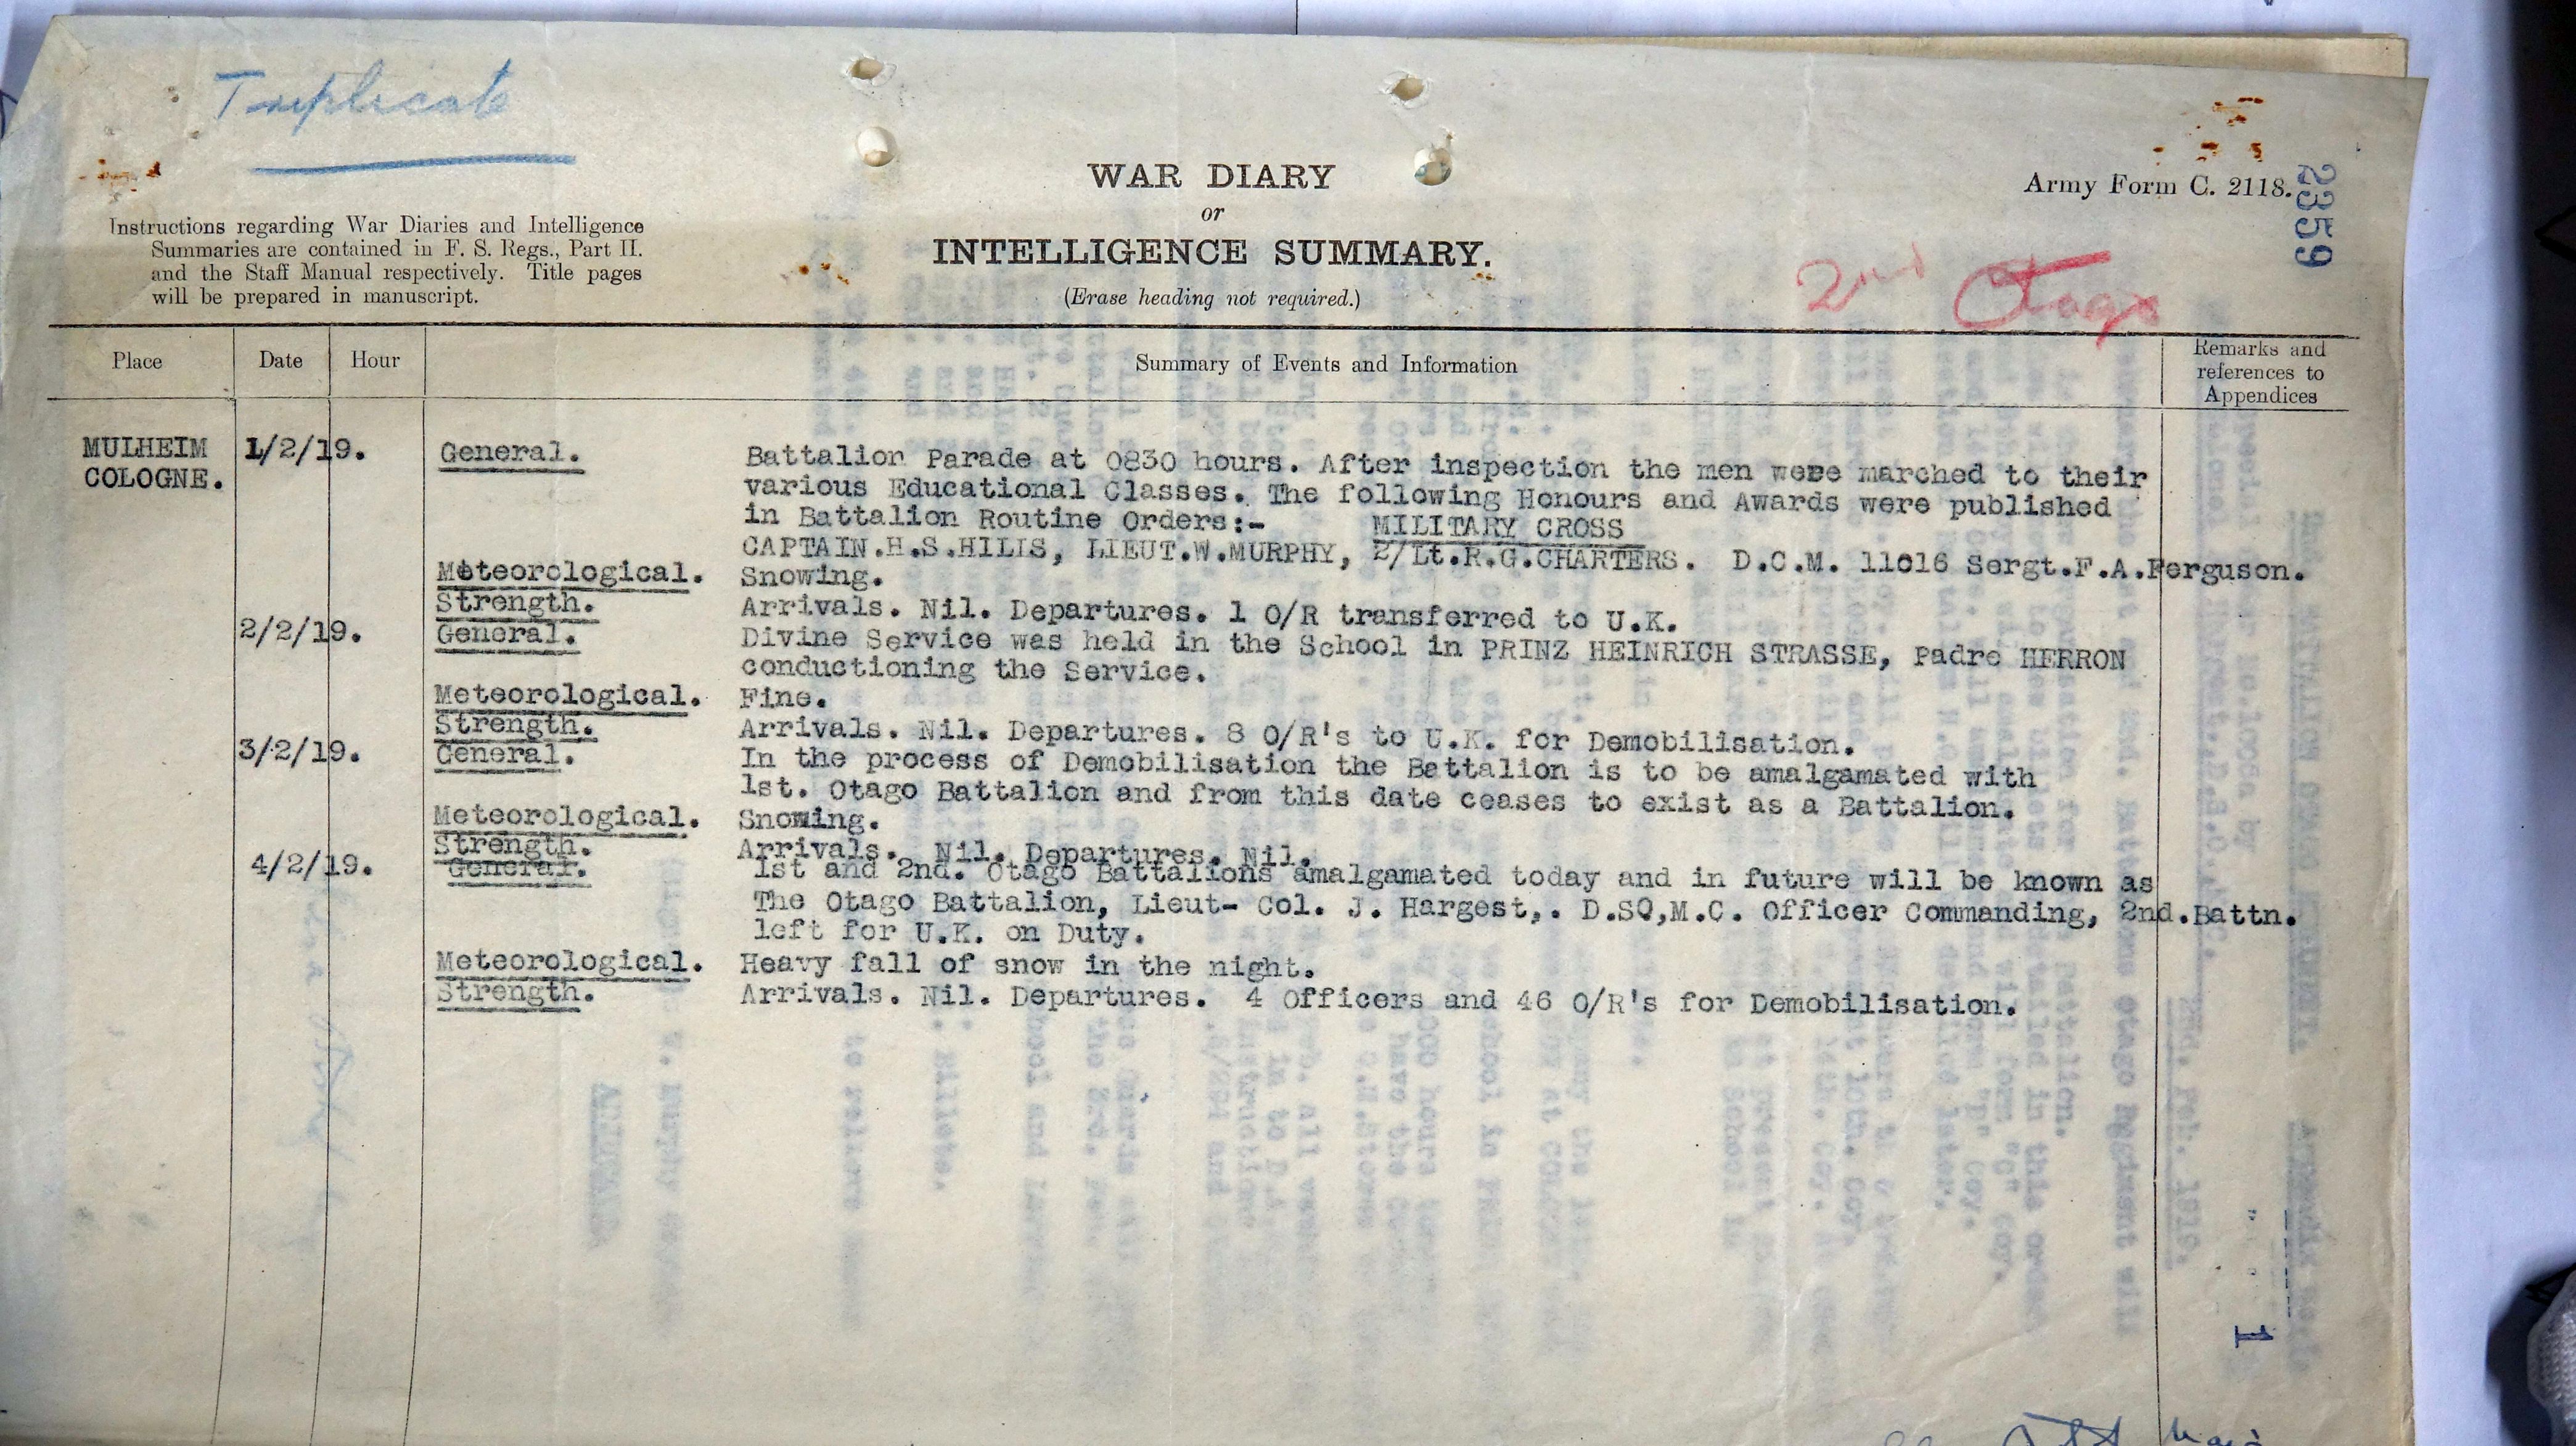 Triplicate
WAR DIARY
or
INTELLIGENCE SUMMARY.
(Erase heading not required.)
Army Form C. 2118.
2359
Instructions regarding War Diaries and Intelligence
Summaries are contained in F. S. Regs., Part II.
and the Staff Manual respectively. Title pages
will be prepared in manuscript.
2nd Otago
Place Date Hour Summary of Events and Information Remarks and
references to
Appendices
MULHEIM 1/2/19. General. Battalion Parade at 0830 hours. After inspection the men were marched to their
COLOGNE. various Educational Classes. The following Honours and Awards were published
in Battalion Routine Orders:- MILITARY CROSS
CAPTAIN.H.S.HILIS, LIEUT.W.MURPHY, 2/Lt.R.G.CHARTERS. D.C.M. 11016 Sergt.F.A.Ferguson.
Meteorological. Snowing.
Strength. Arrivals. Nil. Departures. 1 O/R transferred to U.K.
2/2/19. General. Divine Service was held in the School in PRINZ HEINRICH STRASSE, Padre HERRON
conductioning the Service.
Meteorological. Fine.
Strength. Arrivals. Nil. Departures. 8 O/R's to U.K. for Demobilisation.
3/2/19. General. In the process of Demobilisation the Battalion is to be amalgamated with
1st. Otago Battalion and from this date ceases to exist as a Battalion.
Meteorological. Snowing.
Strength. Arrivals. Nil. Departures. Nil.
4/2/19. General. 1st and 2nd. Otago Battalions amalgamated today and in future will be known as
The Otago Battalion, Lieut- Col. J. Hargest,. D.SO,M.C. Officer Commanding, 2nd.Battn.
left for U.K. on Duty.
Meteorological. Heavy fall of snow in the night.
Strength. Arrivals. Nil. Departures. 4 Officers and 46 O/R's for Demobilisation.
1